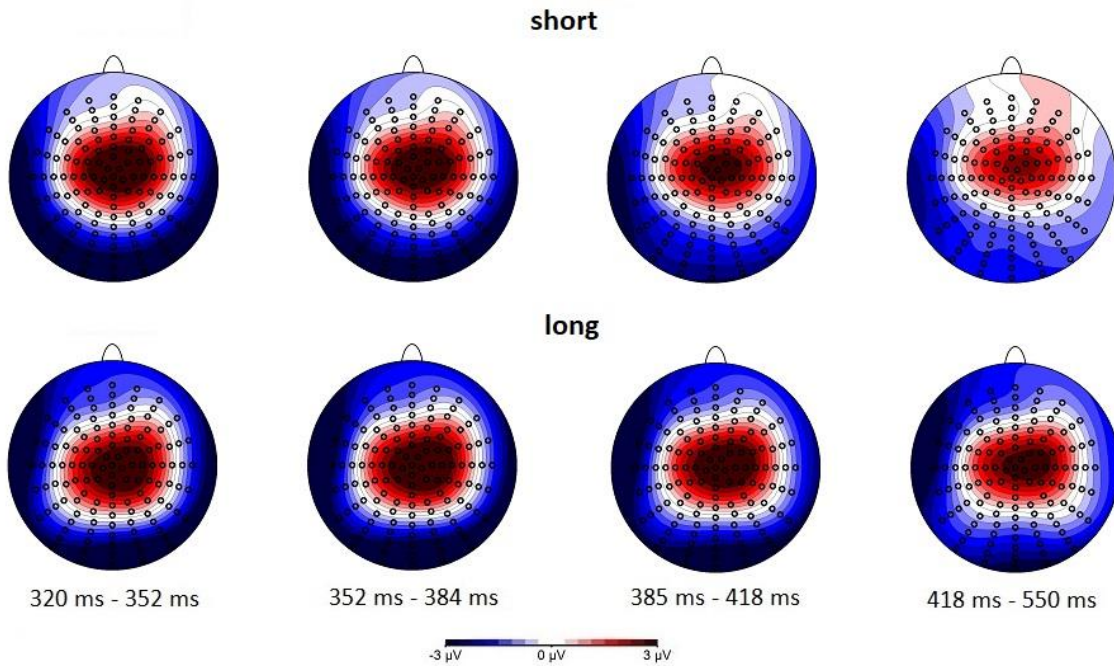 short
long
320 ms - 352 ms
352 ms - 384 ms
385 ms - 418 ms
418 ms - 550 ms
-3 µV
0 µV
3 µV